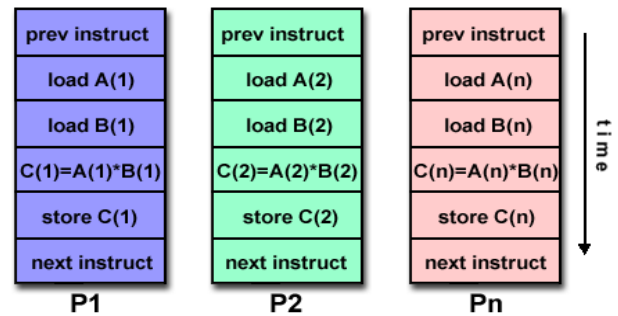 prev instruct
load A(1)
load B(1)
C(1)=A(1)*B(1)
store C(1)
next instruct
P1
prev instruct
load A(2)
load B(2)
C(2)=A(2)*B(2)
store C(2)
next instruct
P2
prev instruct
load A(n)
load B(n)
C(n)=A(n)*B(n)
store C(n)
next instruct
Pn
time